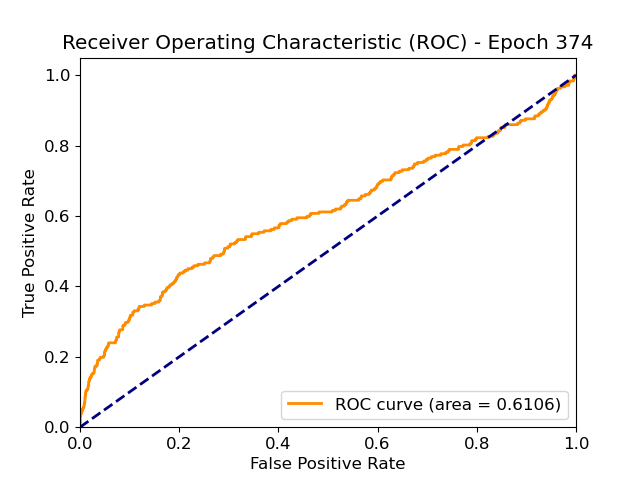 Receiver Operating Characteristic (ROC) - Epoch 374
True Positive Rate
1.0
0.8
0.6
0.4
0.2
0.0
ROC curve (area = 0.6106)
0.0 0.2 0.4 0.6 0.8 1.0
False Positive Rate